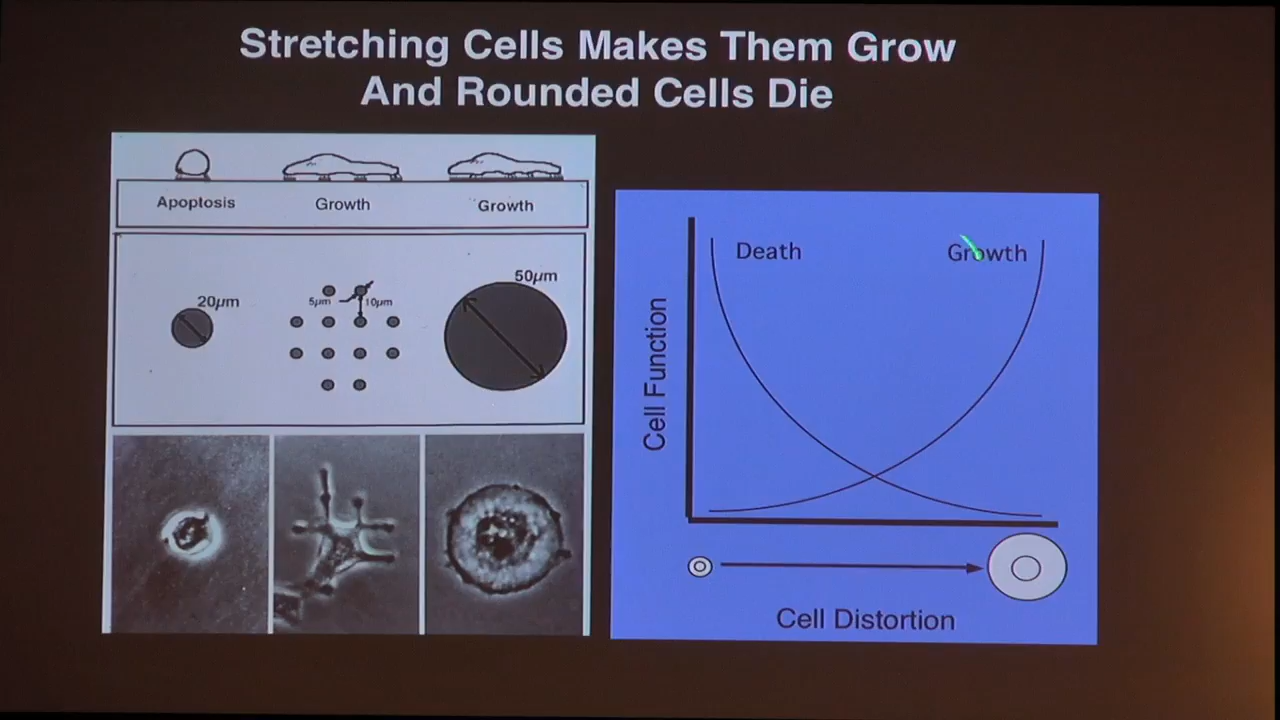 Stretching Cells Makes Them Grow
And Rounded Cells Die
Apoptosis
Growth
Growth
20µm
5µm
10µm
50µm
Death
Growth
Cell Function
Cell Distortion